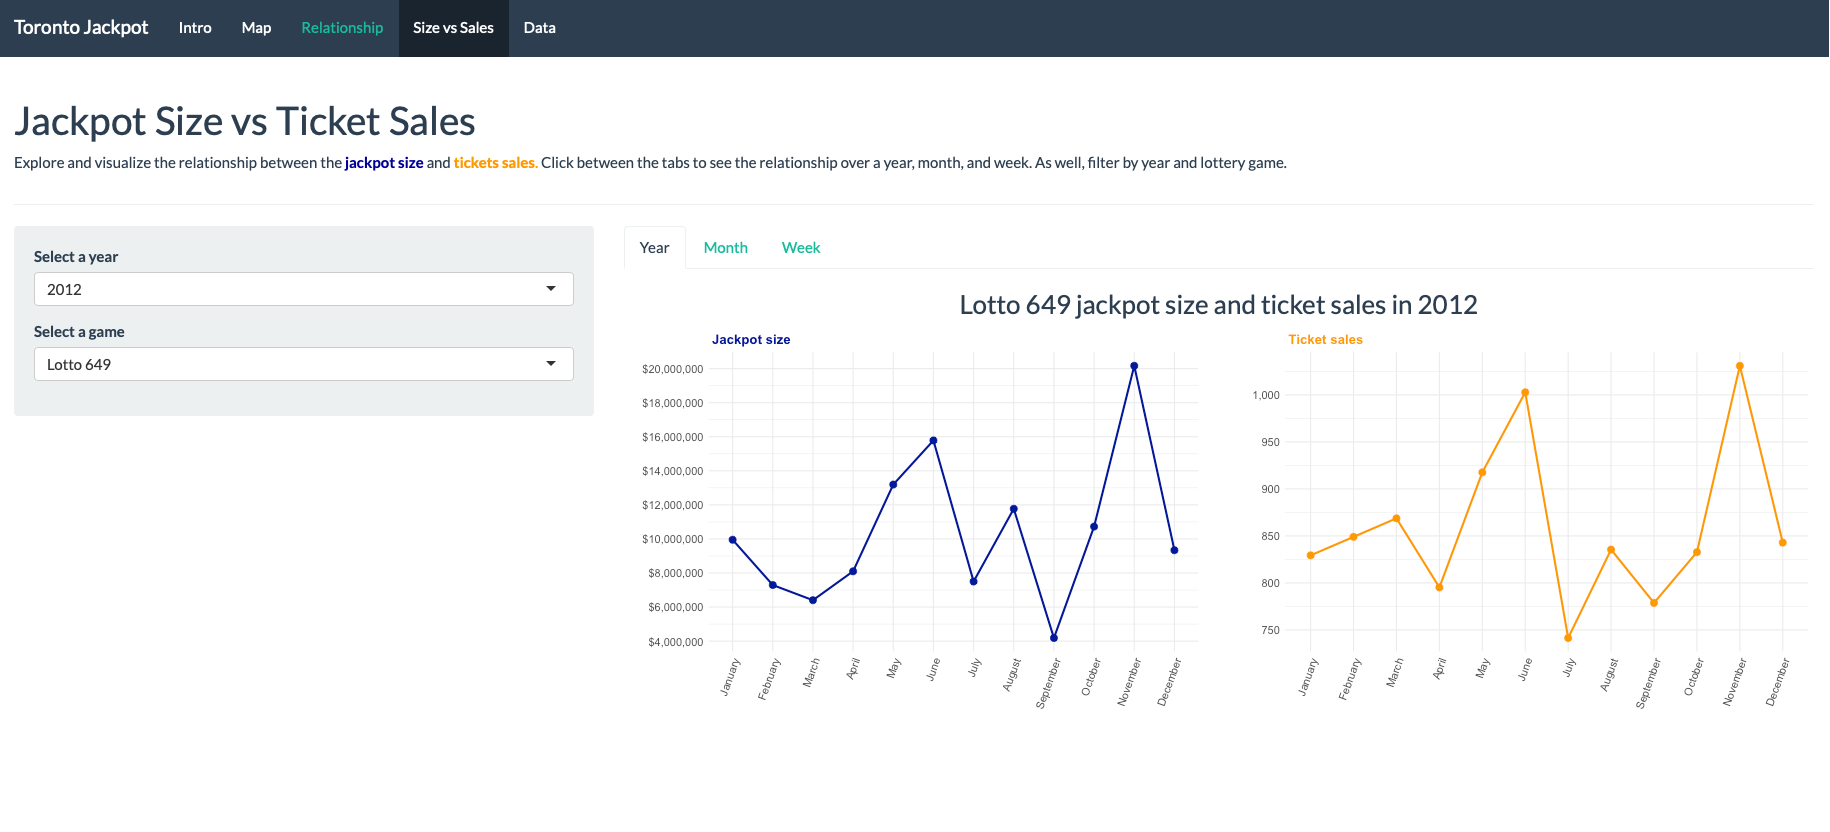 Toronto Jackpot Intro Map Relationship Size vs Sales Data
Jackpot Size vs Ticket Sales
Explore and visualize the relationship between the jackpot size and tickets sales. Click between the tabs to see the relationship over a year, month, and week. As well, filter by year and lottery game.
Select a year
2012
Select a game
Lotto 649
Year Month Week
Lotto 649 jackpot size and ticket sales in 2012
Jackpot size
$20,000,000
$18,000,000
$16,000,000
$14,000,000
$12,000,000
$10,000,000
$8,000,000
$6,000,000
$4,000,000
January February March April May June July August September October November December
Ticket sales
1,000
950
900
850
800
750
January February March April May June July August September October November December